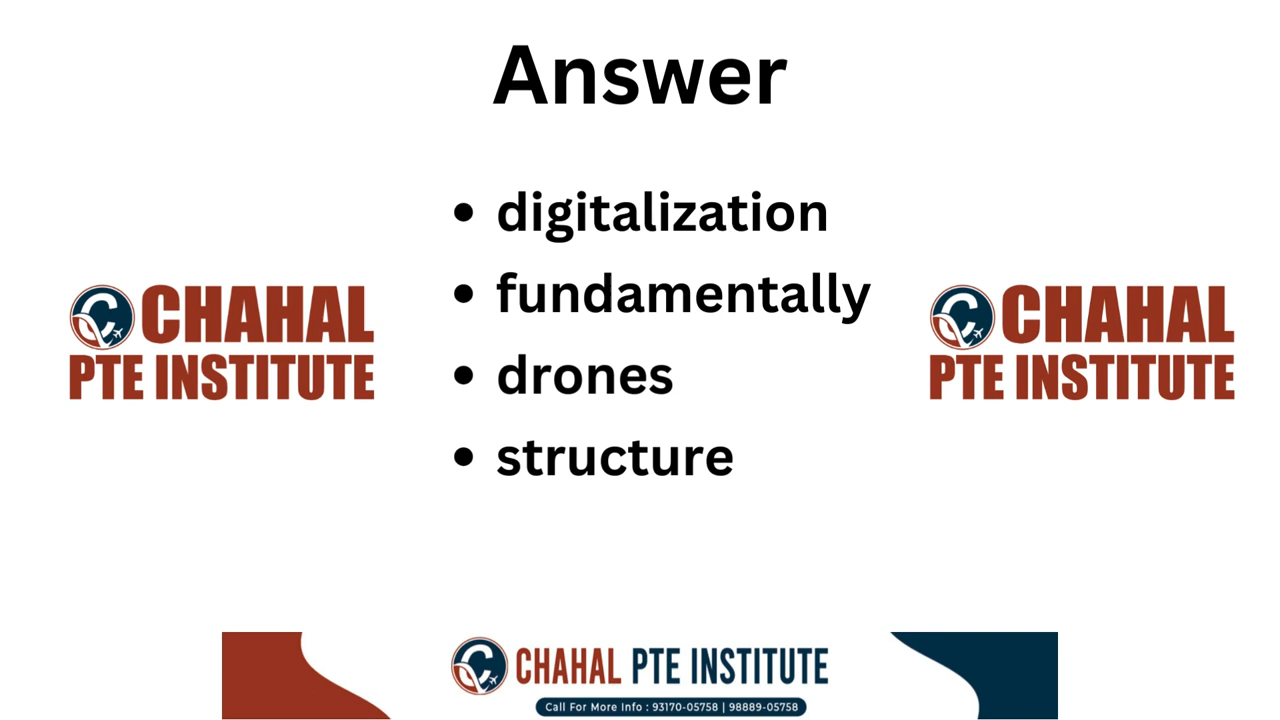 Answer
• digitalization
• fundamentally
• drones
• structure
CHAHAL
PTE INSTITUTE
CHAHAL
PTE INSTITUTE
CHAHAL PTE INSTITUTE
Call For More Info : 93170-05758 | 98889-05758